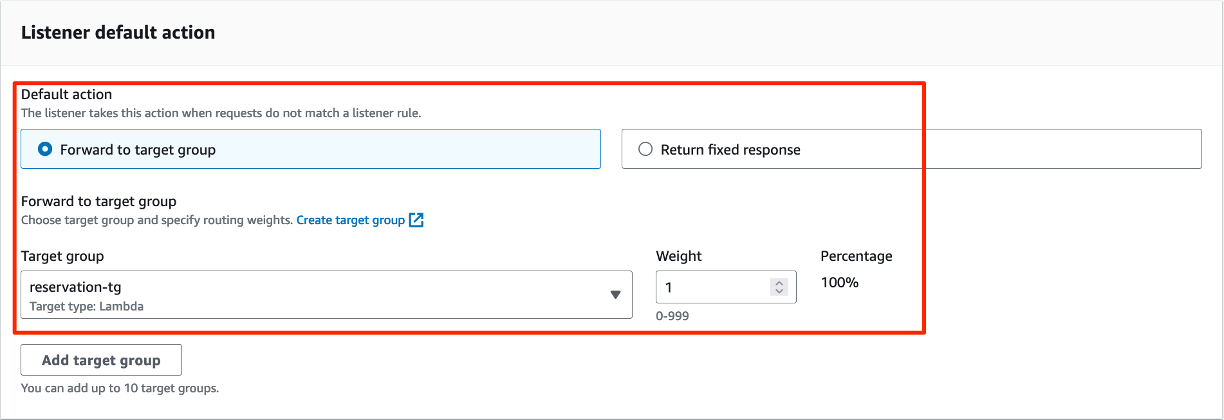 Listener default action
Default action
The listener takes this action when requests do not match a listener rule.
Forward to target group
Return fixed response
Forward to target group
Choose target group and specify routing weights. Create target group
Target group
Weight
Percentage
reservation-tg
Target type: Lambda
1
100%
0-999
Add target group
You can add up to 10 target groups.